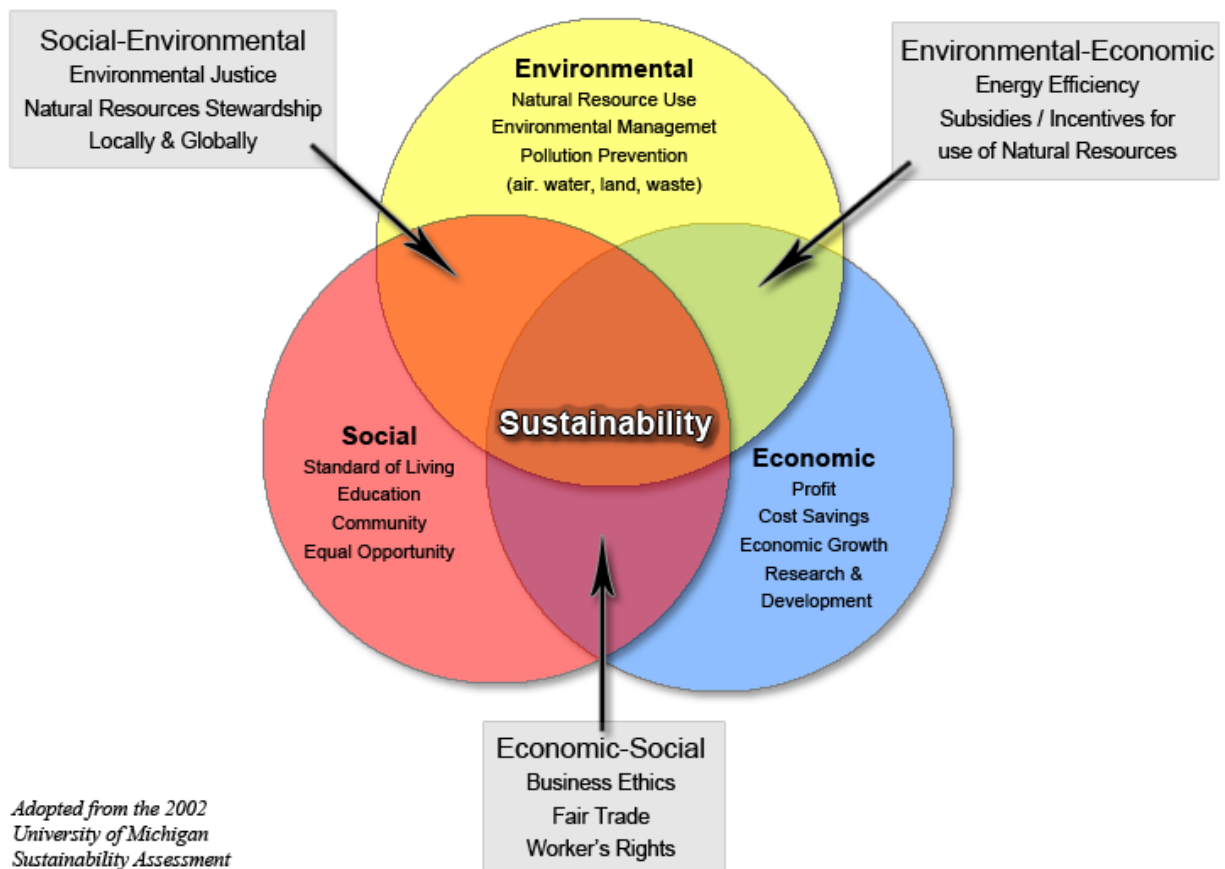 Social-Environmental
Environmental Justice
Natural Resources Stewardship
Locally & Globally
Environmental
Natural Resource Use
Environmental Managemet
Pollution Prevention
(air. water, land, waste)
Environmental-Economic
Energy Efficiency
Subsidies / Incentives for
use of Natural Resources
Sustainability
Social
Standard of Living
Education
Community
Equal Opportunity
Economic
Profit
Cost Savings
Economic Growth
Research &
Development
Economic-Social
Business Ethics
Fair Trade
Worker's Rights
Adopted from the 2002
University of Michigan
Sustainability Assessment